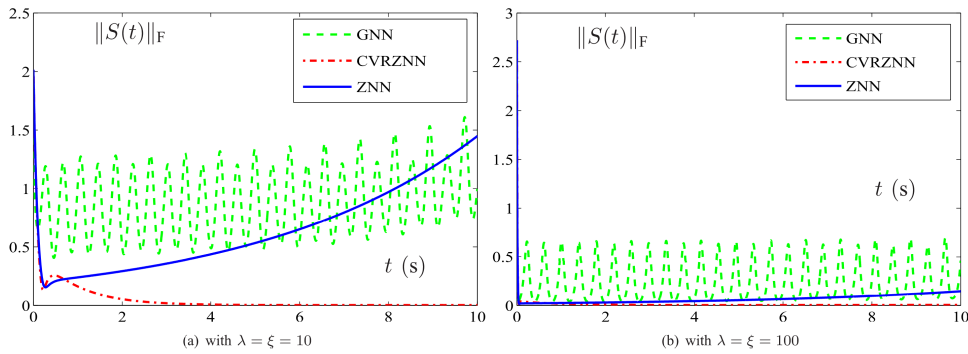 ‖S(t)‖F
GNN
CVRZNN
ZNN
t (s)
2.5
2
1.5
1
0.5
0
0 2 4 6 8 10
(a) with λ = ξ = 10
‖S(t)‖F
GNN
CVRZNN
ZNN
t (s)
3
2.5
2
1.5
1
0.5
0
0 2 4 6 8 10
(b) with λ = ξ = 100